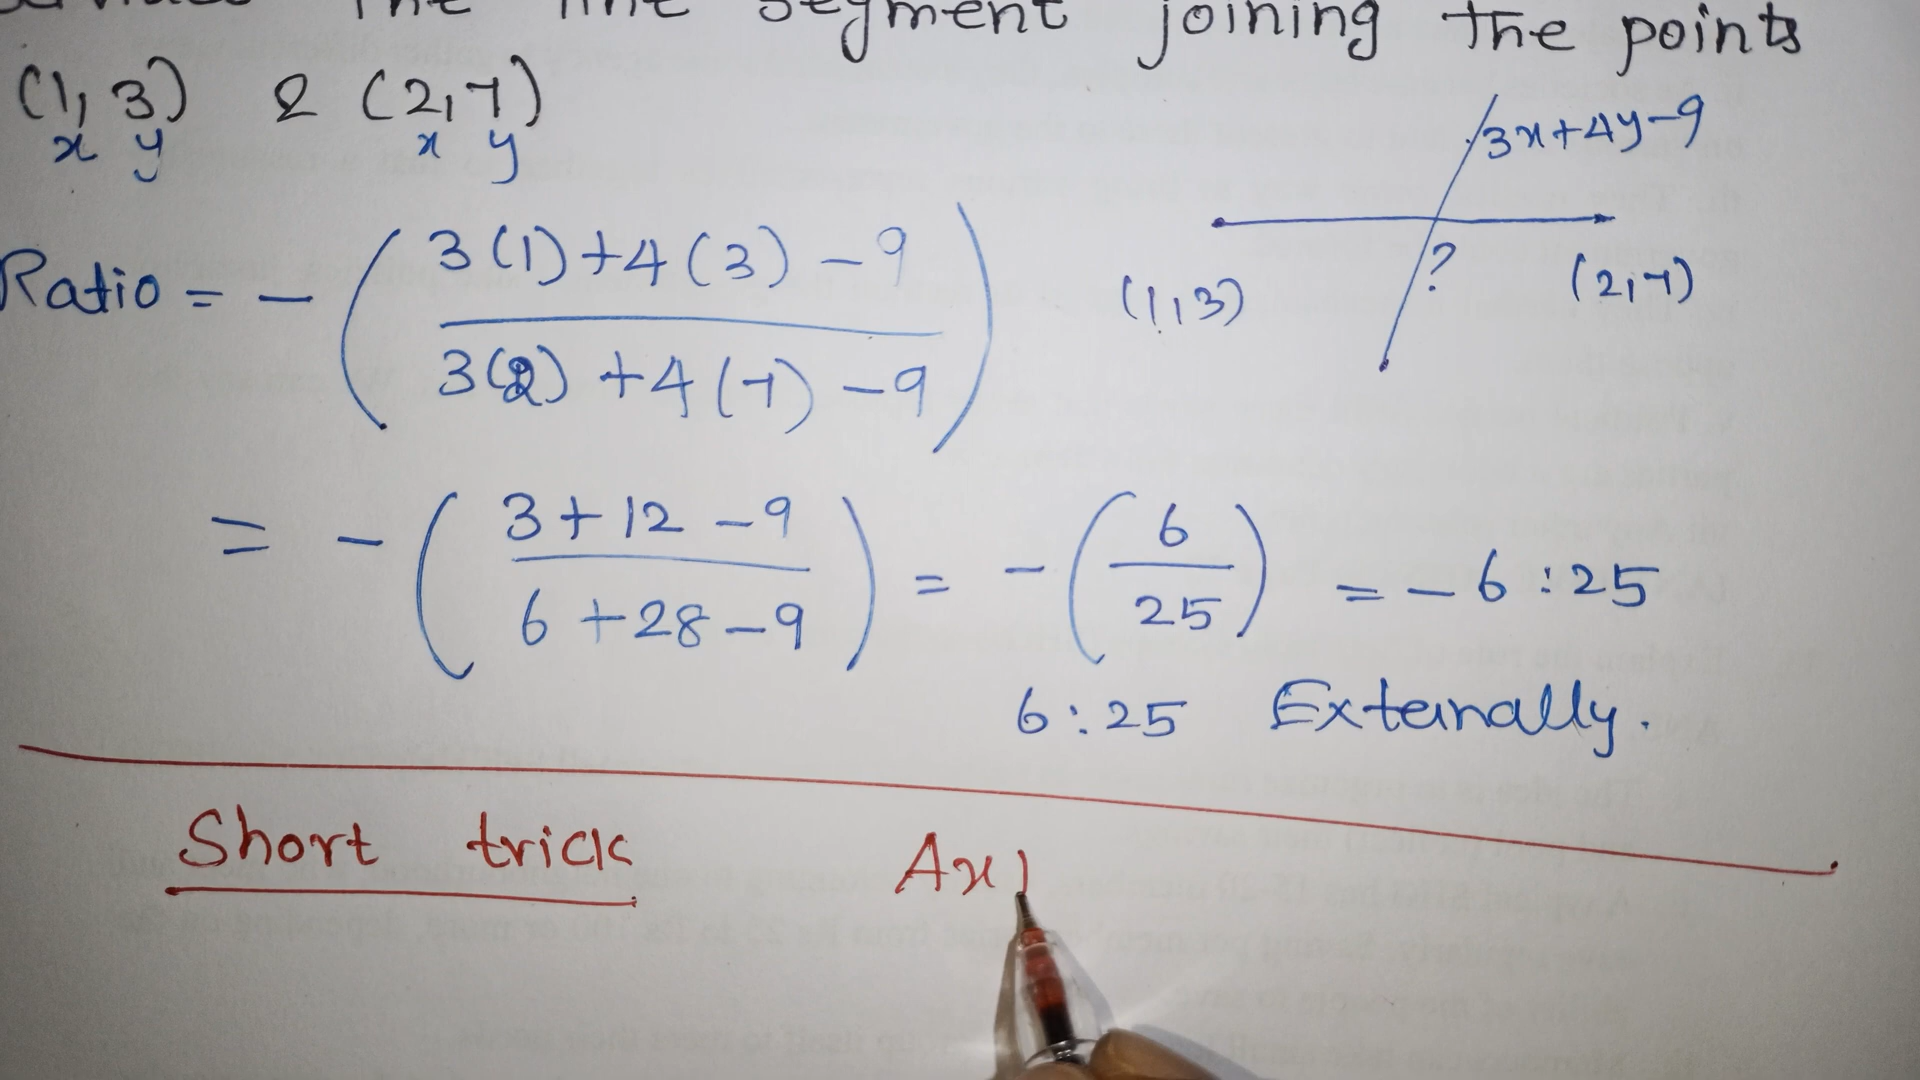 the line segment joining the points
(1, 3) & (2, 7)
x y x y
3x+4y-9
Ratio = - ( 3(1)+4(3)-9 / 3(2)+4(7)-9 )
(1,3) ? (2,7)
= - ( 3+12-9 / 6+28-9 ) = - ( 6 / 25 ) = -6:25
6:25 Externally.
Short trick Ax